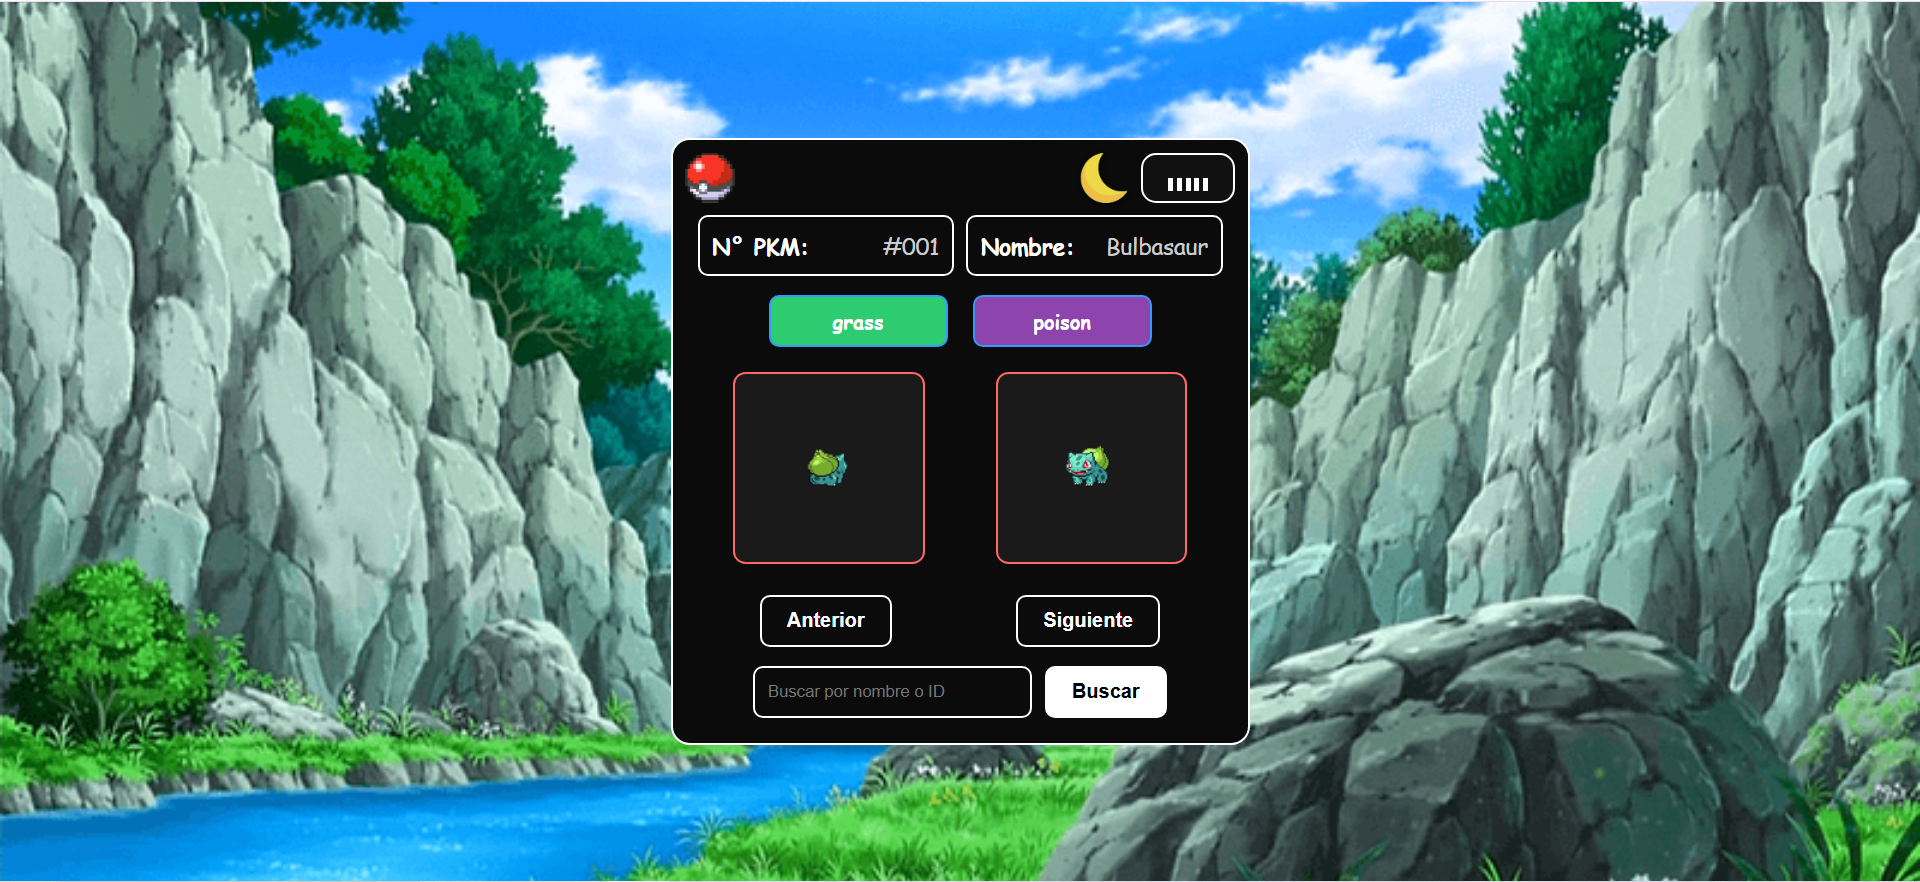 N° PKM: #001 Nombre: Bulbasaur
grass poison
Anterior Siguiente
Buscar por nombre o ID Buscar